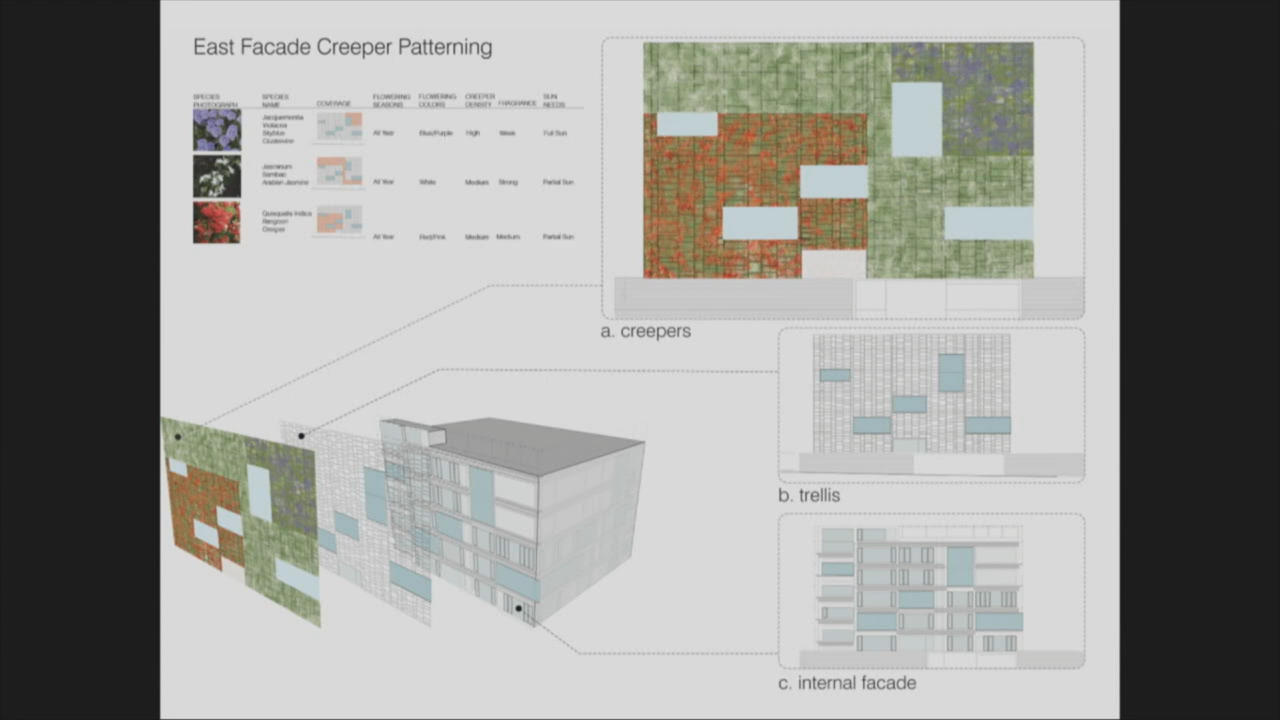 East Facade Creeper Patterning
SPECIES PHOTOGRAPH
SPECIES NAME
COVERAGE
FLOWERING SEASONS
FLOWERING COLORS
CREEPER DENSITY
FRAGRANCE
SUN NEEDS
Jacquemontia
Violacea
Skyblue
Clustervine
All Year
Blue/Purple
High
Weak
Full Sun
Jasminum
Sambac
Arabian Jasmine
All Year
White
Medium
Strong
Partial Sun
Quisqualis Indica
Rangoon
Creeper
All Year
Red/Pink
Medium
Medium
Partial Sun
a. creepers
b. trellis
c. internal facade